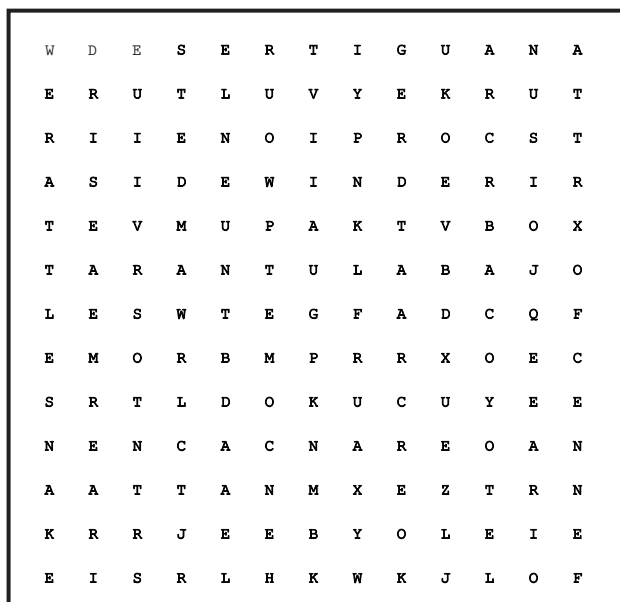 W D E S E R T I G U A N A
E R U T L U V Y E K R U T
R I I E N O I P R O C S T
A S I D E W I N D E R I R
T E V M U P A K T V B O X
T A R A N T U L A B A J O
L E S W T E G F A D C Q F
E M O R B M P R R X O E C
S R T L D O K U C U Y E E
N E N C A C N A R E O A N
A A T T A N M X E Z T R N
K R R J E E B Y O L E I E
E I S R L H K W K J L O F